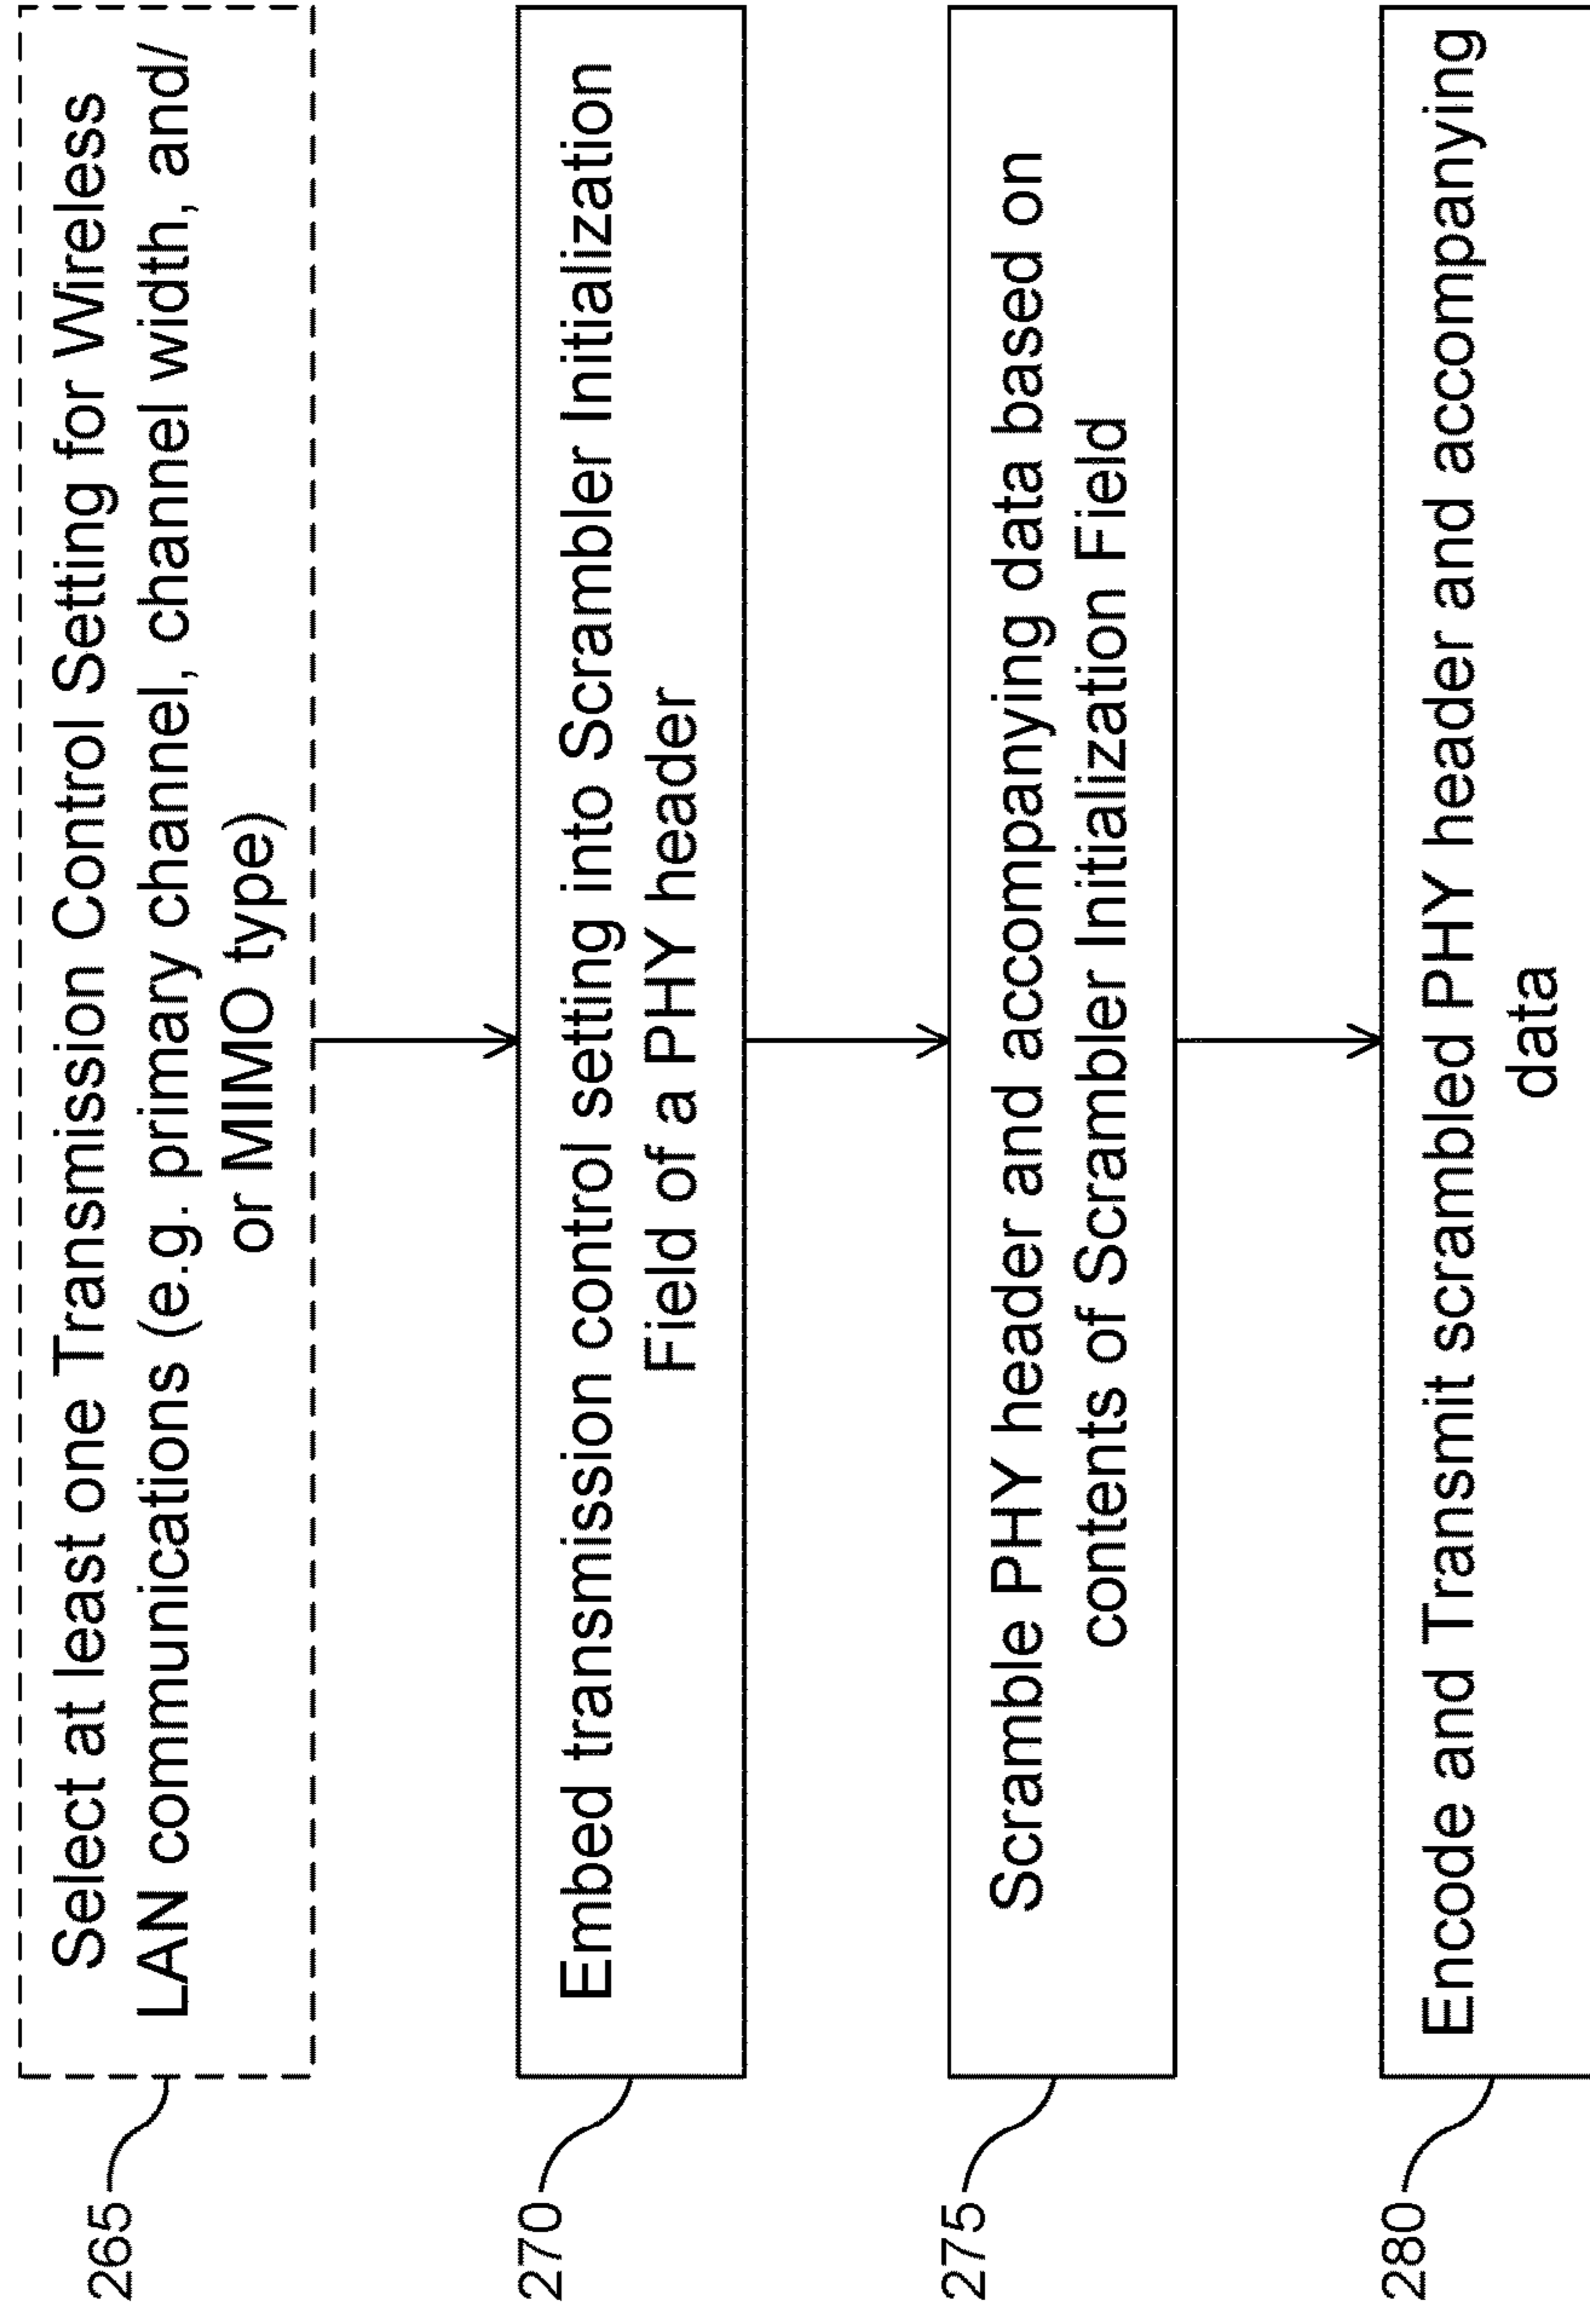 265
Select at least one Transmission Control Setting for Wireless
LAN communications (e.g. primary channel, channel width, and/
or MIMO type)
270
Embed transmission control setting into Scrambler Initialization
Field of a PHY header
275
Scramble PHY header and accompanying data based on
contents of Scrambler Initialization Field
280
Encode and Transmit scrambled PHY header and accompanying
data